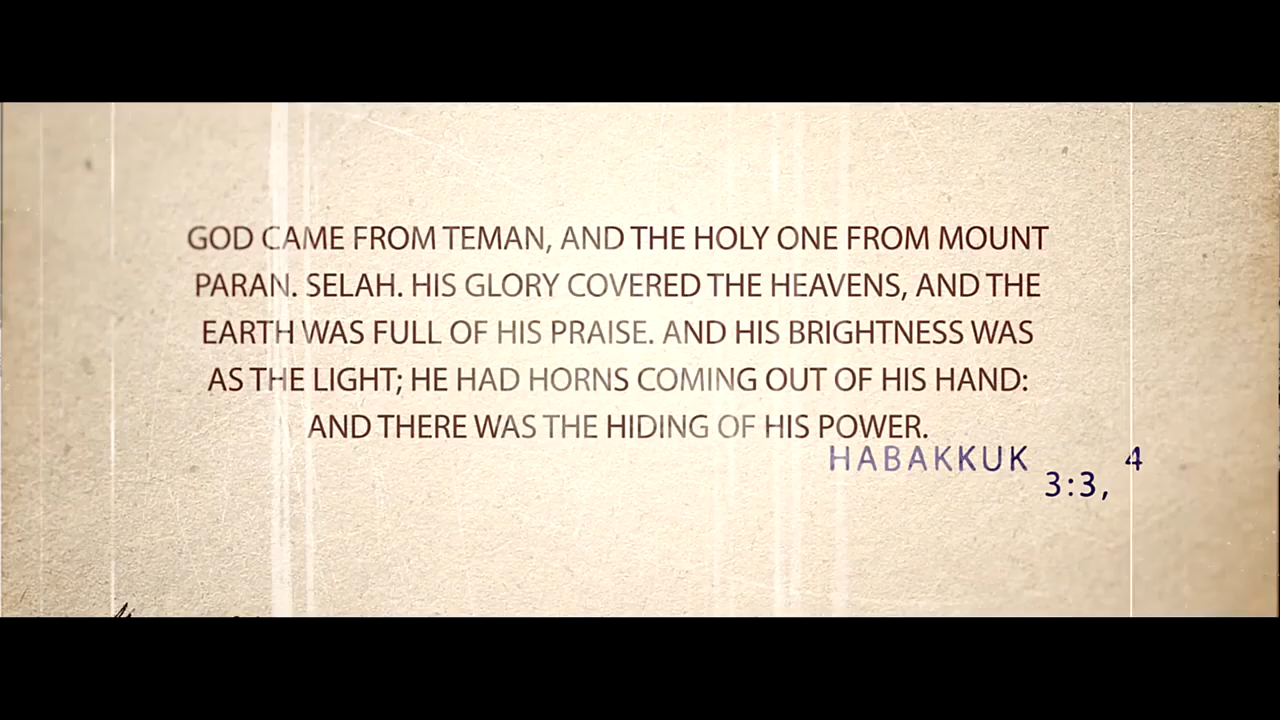 GOD CAME FROM TEMAN, AND THE HOLY ONE FROM MOUNT
PARAN. SELAH. HIS GLORY COVERED THE HEAVENS, AND THE
EARTH WAS FULL OF HIS PRAISE. AND HIS BRIGHTNESS WAS
AS THE LIGHT; HE HAD HORNS COMING OUT OF HIS HAND:
AND THERE WAS THE HIDING OF HIS POWER.
HABAKKUK 3:3, 4